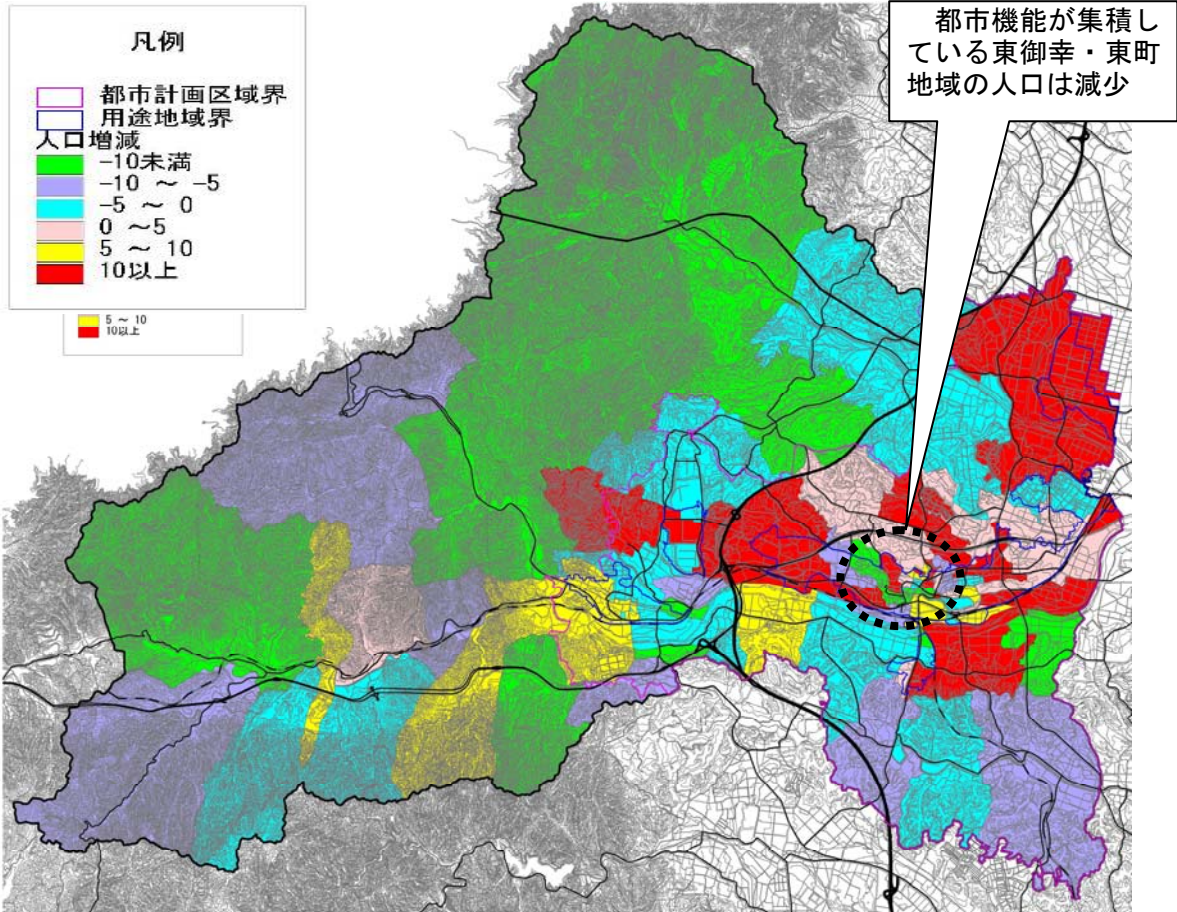 凡例
都市計画区域界
用途地域界
人口増減
-10未満
-10 ～ -5
-5 ～ 0
0 ～5
5 ～ 10
10以上
5 ～ 10
10以上
都市機能が集積し
ている東御幸・東町
地域の人口は減少